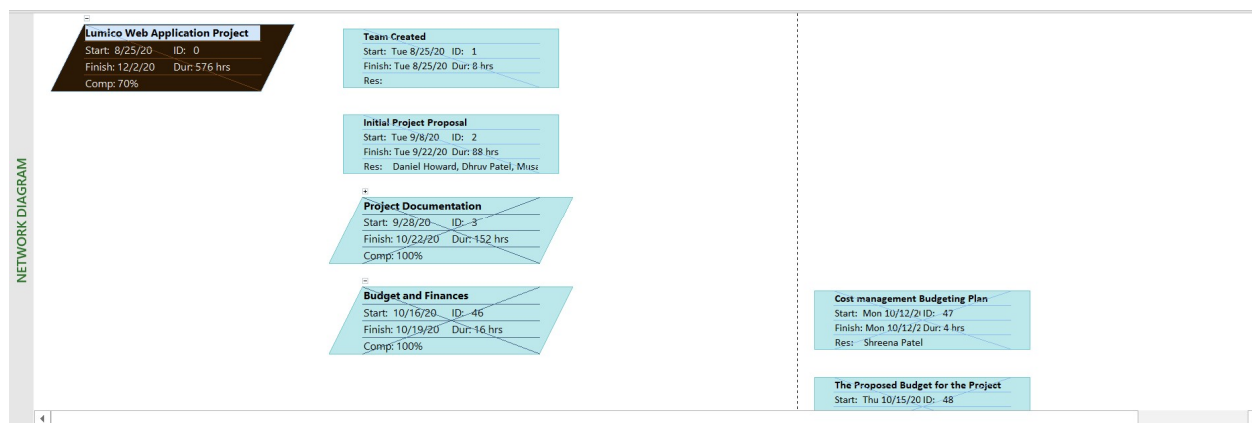 NETWORK DIAGRAM
Lumico Web Application Project
Start: 8/25/20 ID: 0
Finish: 12/2/20 Dur: 576 hrs
Comp: 70%
Team Created
Start: Tue 8/25/20 ID: 1
Finish: Tue 8/25/20 Dur: 8 hrs
Res:
Initial Project Proposal
Start: Tue 9/8/20 ID: 2
Finish: Tue 9/22/20 Dur: 88 hrs
Res: Daniel Howard, Dhruv Patel, Musa
Project Documentation
Start: 9/28/20 ID: 3
Finish: 10/22/20 Dur: 152 hrs
Comp: 100%
Budget and Finances
Start: 10/16/20 ID: 46
Finish: 10/19/20 Dur: 16 hrs
Comp: 100%
Cost management Budgeting Plan
Start: Mon 10/12/2 ID: 47
Finish: Mon 10/12/2 Dur: 4 hrs
Res: Shreena Patel
The Proposed Budget for the Project
Start: Thu 10/15/20 ID: 48